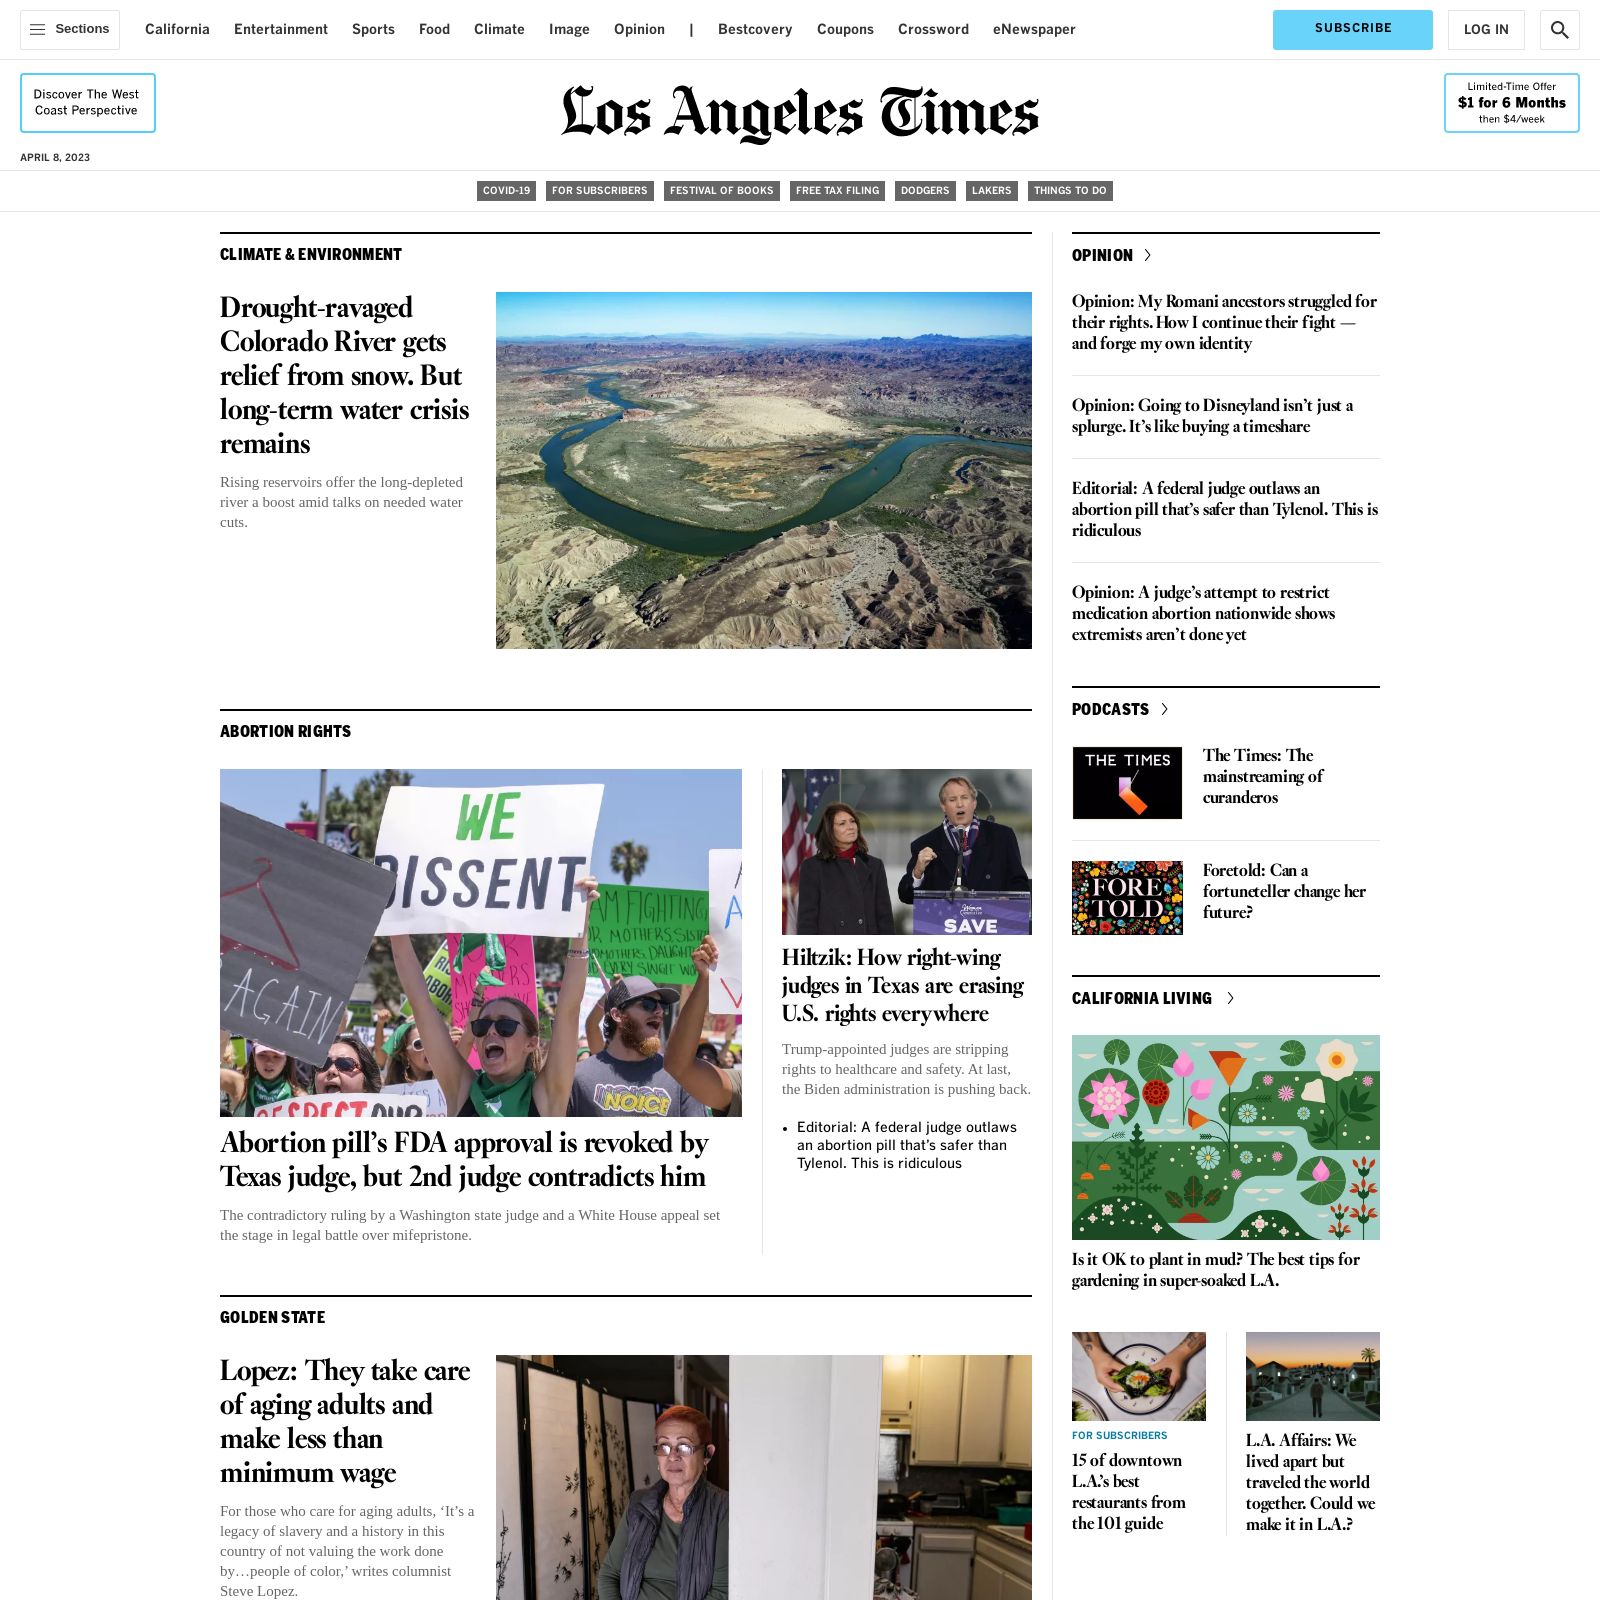 Sections
California
Entertainment
Sports
Food
Climate
Image
Opinion
|
Bestcovery
Coupons
Crossword
eNewspaper
SUBSCRIBE
LOG IN
Discover The West
Coast Perspective
Los Angeles Times
Limited-Time Offer
$1 for 6 Months
then $4/week
APRIL 8, 2023
COVID-19
FOR SUBSCRIBERS
FESTIVAL OF BOOKS
FREE TAX FILING
DODGERS
LAKERS
THINGS TO DO
CLIMATE & ENVIRONMENT
Drought-ravaged
Colorado River gets
relief from snow. But
long-term water crisis
remains
Rising reservoirs offer the long-depleted
river a boost amid talks on needed water
cuts.
ABORTION RIGHTS
WE
DISSENT
AGAIN
RESPECT OUR
NOICE
Abortion pill’s FDA approval is revoked by
Texas judge, but 2nd judge contradicts him
The contradictory ruling by a Washington state judge and a White House appeal set
the stage in legal battle over mifepristone.
SAVE
Hiltzik: How right-wing
judges in Texas are erasing
U.S. rights everywhere
Trump-appointed judges are stripping
rights to healthcare and safety. At last,
the Biden administration is pushing back.
• Editorial: A federal judge outlaws
an abortion pill that’s safer than
Tylenol. This is ridiculous
GOLDEN STATE
Lopez: They take care
of aging adults and
make less than
minimum wage
For those who care for aging adults, ‘It’s a
legacy of slavery and a history in this
country of not valuing the work done
by…people of color,’ writes columnist
Steve Lopez.
OPINION
Opinion: My Romani ancestors struggled for
their rights. How I continue their fight —
and forge my own identity
Opinion: Going to Disneyland isn’t just a
splurge. It’s like buying a timeshare
Editorial: A federal judge outlaws an
abortion pill that’s safer than Tylenol. This is
ridiculous
Opinion: A judge’s attempt to restrict
medication abortion nationwide shows
extremists aren’t done yet
PODCASTS
THE TIMES
The Times: The
mainstreaming of
curanderos
FORE
TOLD
Foretold: Can a
fortuneteller change her
future?
CALIFORNIA LIVING
Is it OK to plant in mud? The best tips for
gardening in super-soaked L.A.
FOR SUBSCRIBERS
15 of downtown
L.A.’s best
restaurants from
the 101 guide
L.A. Affairs: We
lived apart but
traveled the world
together. Could we
make it in L.A.?